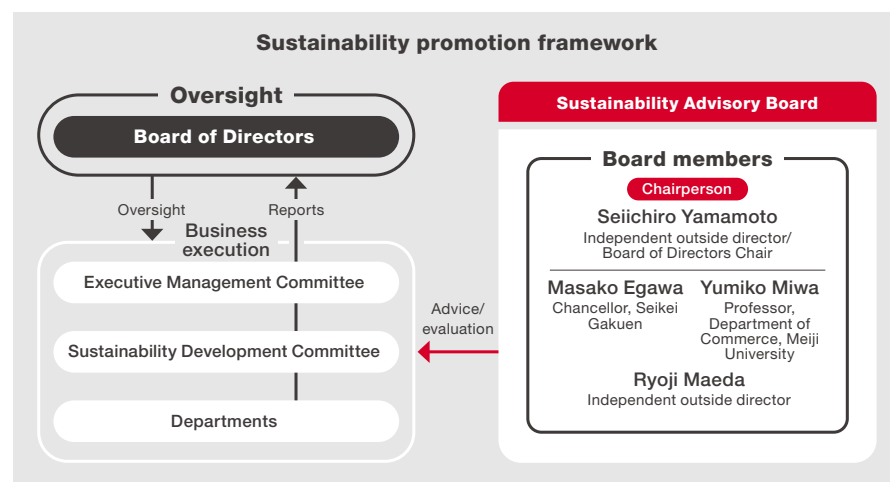 Sustainability promotion framework
Oversight
Board of Directors
Oversight
Reports
Business
execution
Executive Management Committee
Sustainability Development Committee
Departments
Advice/
evaluation
Sustainability Advisory Board
Board members
Chairperson
Seiichiro Yamamoto
Independent outside director/
Board of Directors Chair
Masako Egawa
Chancellor, Seikei
Gakuen
Yumiko Miwa
Professor,
Department of
Commerce, Meiji
University
Ryoji Maeda
Independent outside director